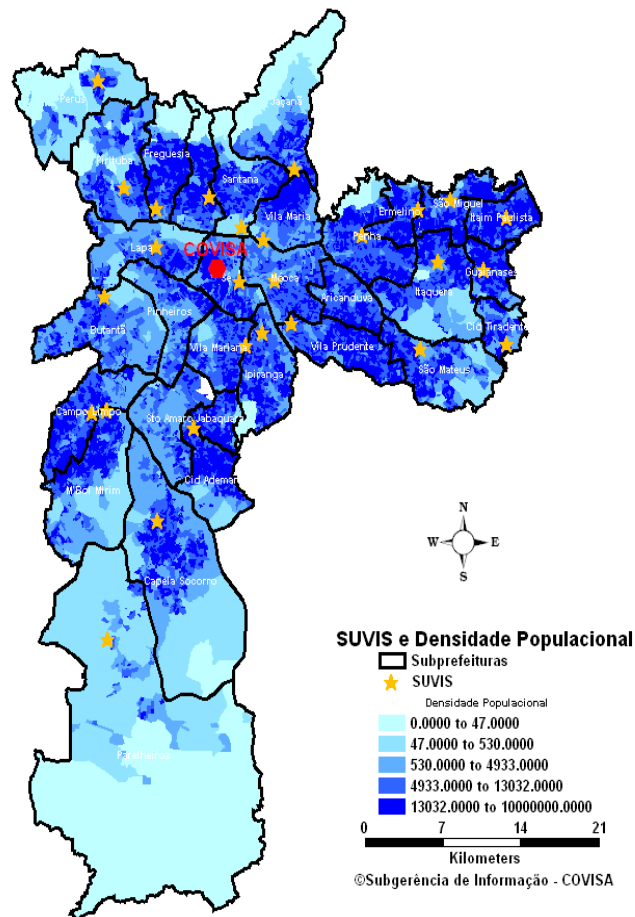 Perus
Jaçanã
Pirituba
Freguesia
Santana
Vila Maria
Ermelino
São Miguel
Itaim Paulista
Penha
Lapa
COVISA
Sé
Moóca
Itaquera
Guaianases
Aricanduva
Cid Tiradente
Pinheiros
Butantã
Vila Mariana
Vila Prudente
Ipiranga
São Mateus
Campo Limpo
Sto Amaro
Jabaquara
Cid Ademar
M'Boi Mirim
Capela Socorro
Parelheiros
N
W
E
S
SUVIS e Densidade Populacional
Subprefeituras
SUVIS
Densidade Populacional
0.0000 to 47.0000
47.0000 to 530.0000
530.0000 to 4933.0000
4933.0000 to 13032.0000
13032.0000 to 10000000.0000
0 7 14 21
Kilometers
©Subgerência de Informação - COVISA